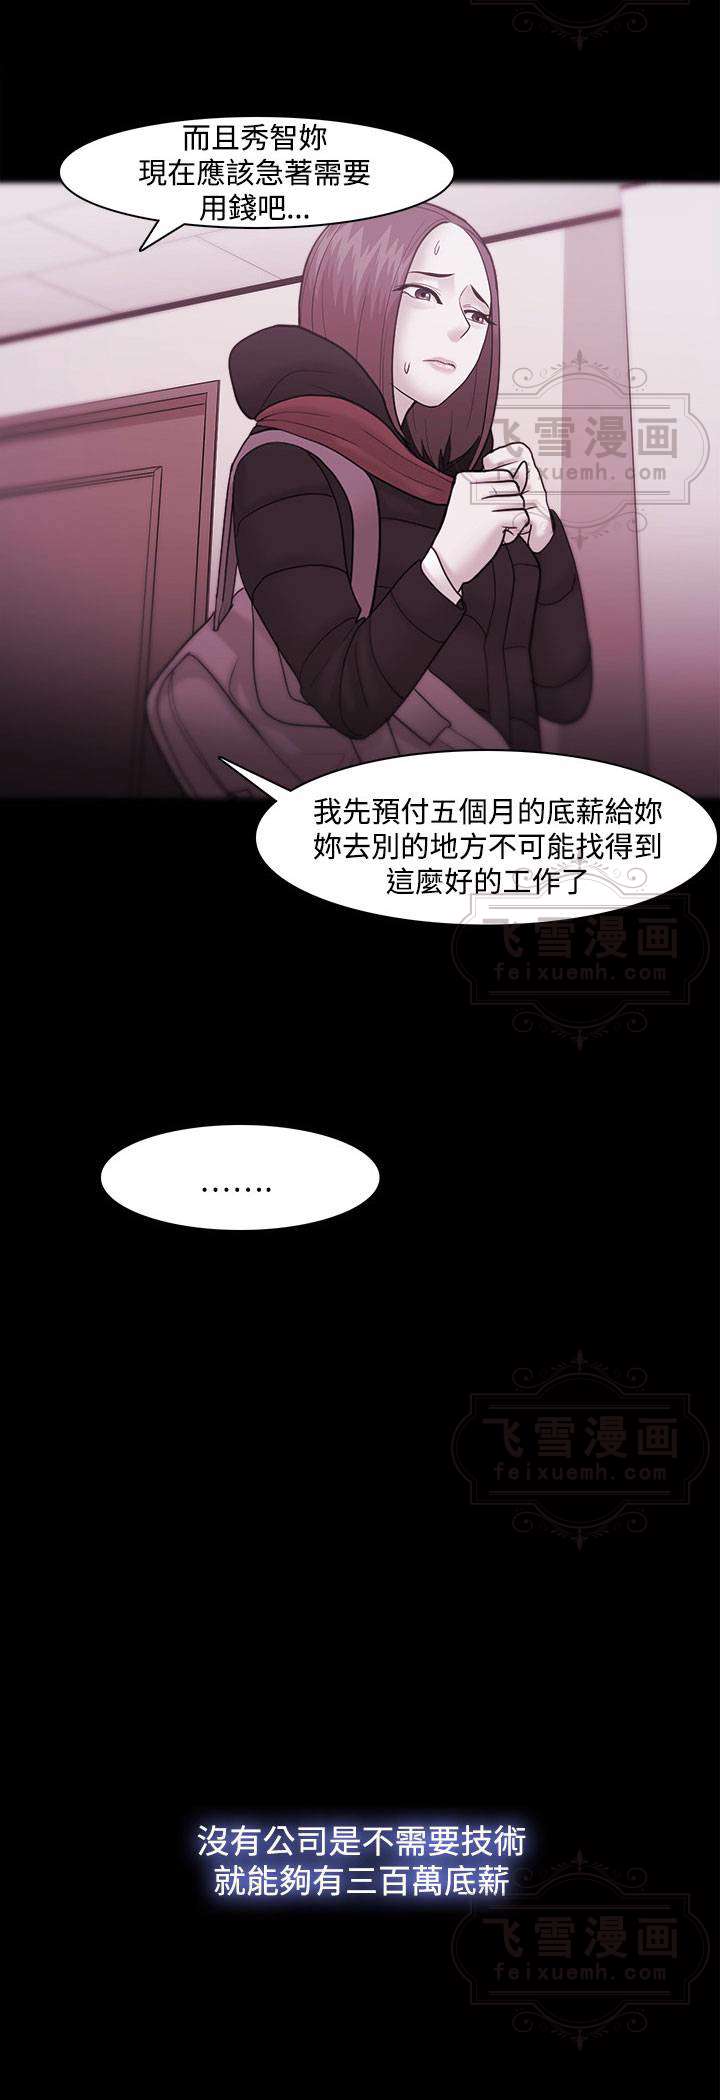 而且秀智妳
現在應該急著需要
用錢吧...
飞雪漫画
feixuemh.com
我先預付五個月的底薪給妳
妳去別的地方不可能找得到
這麼好的工作了
飞雪漫画
feixuemh.com
.......
飞雪漫画
feixuemh.com
沒有公司是不需要技術
就能夠有三百萬底薪
飞雪漫画
feixuemh.com